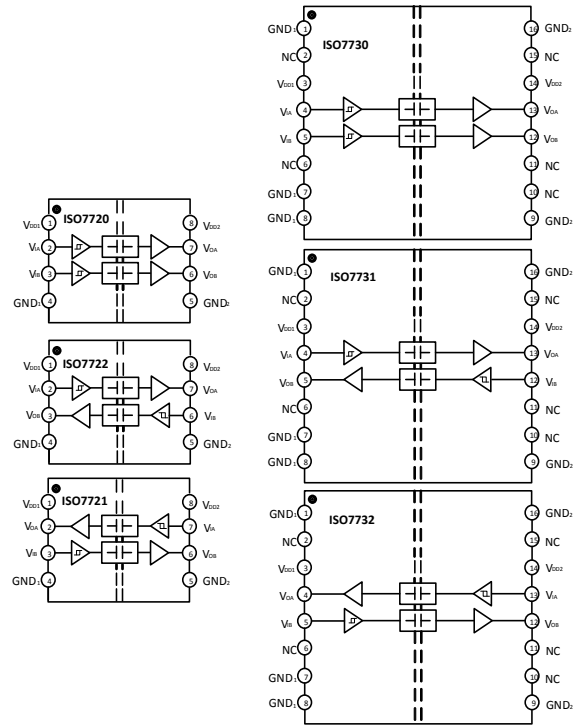 ISO7730
GND₁ 1 16 GND₂
NC 2 15 NC
VDD1 3 14 VDD2
VIA 4 13 VOA
VIB 5 12 VOB
NC 6 11 NC
GND₁ 7 10 NC
GND₁ 8 9 GND₂
ISO7720
VDD1 1 8 VDD2
VIA 2 7 VOA
VIB 3 6 VOB
GND₁ 4 5 GND₂
ISO7731
GND₁ 1 16 GND₂
NC 2 15 NC
VDD1 3 14 VDD2
VIA 4 13 VOA
VOB 5 12 VIB
NC 6 11 NC
GND₁ 7 10 NC
GND₁ 8 9 GND₂
ISO7722
VDD1 1 8 VDD2
VIA 2 7 VOA
VOB 3 6 VIB
GND₁ 4 5 GND₂
ISO7721
VDD1 1 8 VDD2
VOA 2 7 VIA
VIB 3 6 VOB
GND₁ 4 5 GND₂
ISO7732
GND₁ 1 16 GND₂
NC 2 15 NC
VDD1 3 14 VDD2
VOA 4 13 VIA
VIB 5 12 VOB
NC 6 11 NC
GND₁ 7 10 NC
GND₁ 8 9 GND₂